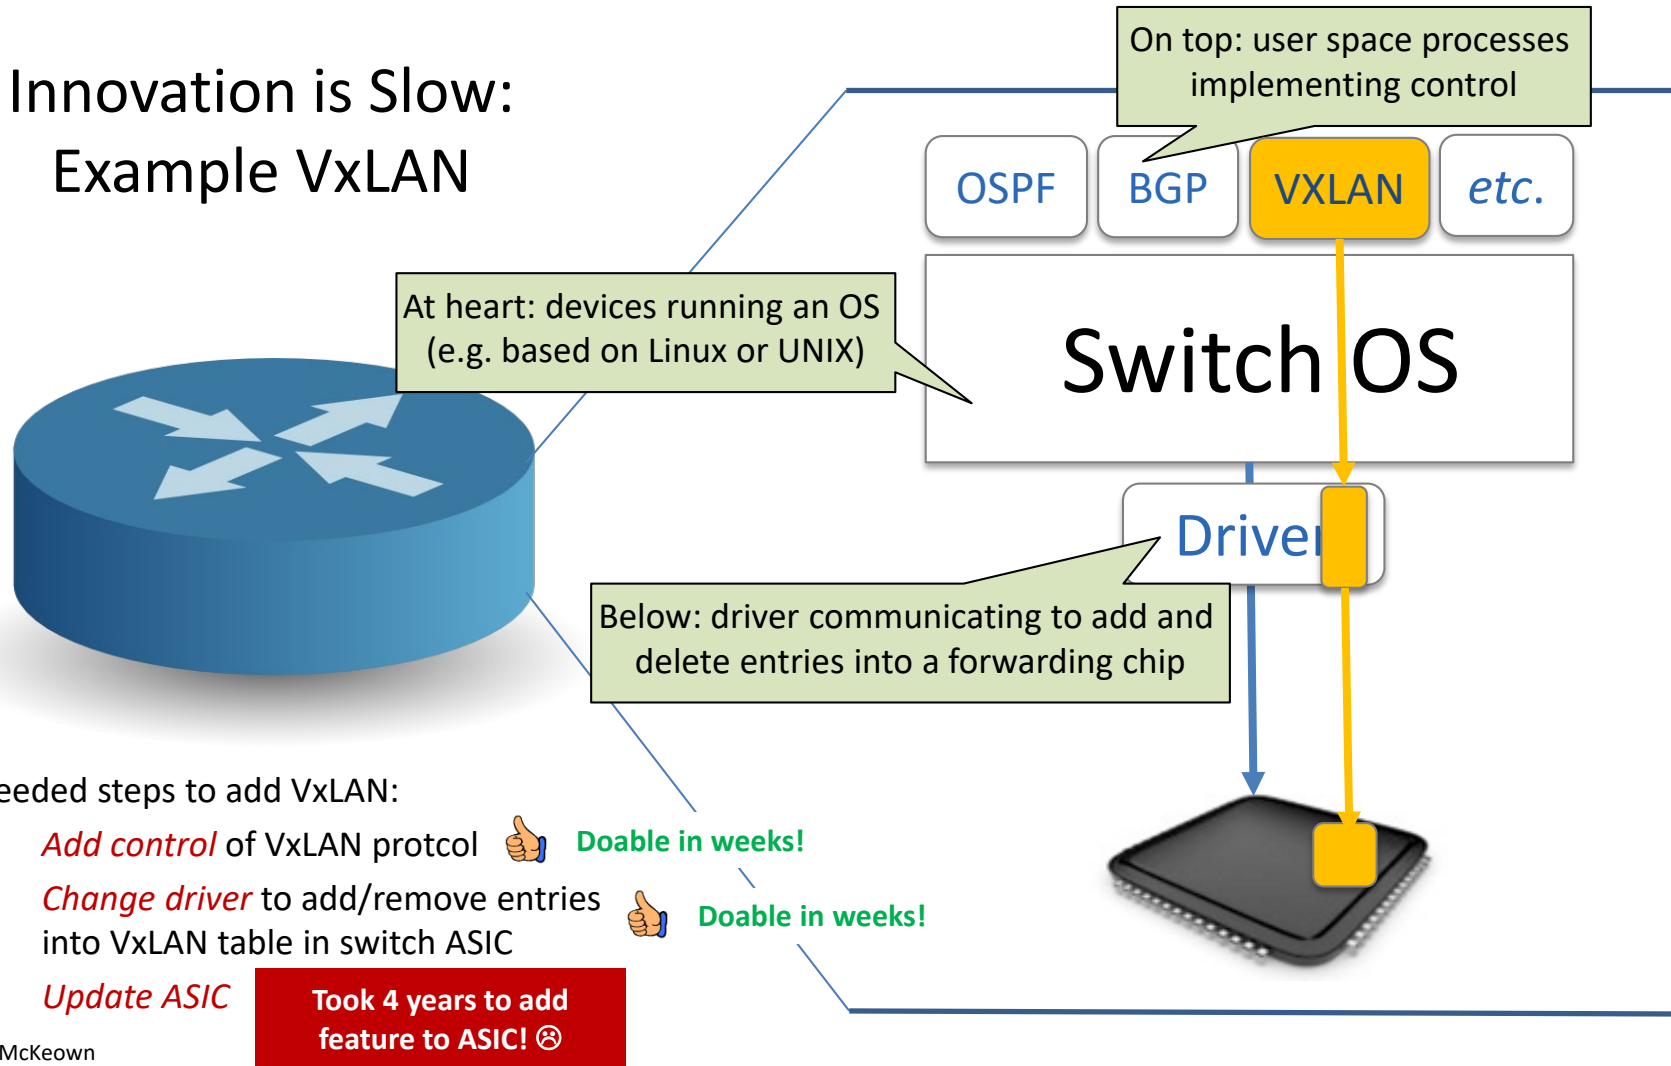 Innovation is Slow:
Example VxLAN
On top: user space processes
implementing control
OSPF
BGP
VXLAN
etc.
At heart: devices running an OS
(e.g. based on Linux or UNIX)
Switch OS
Driver
Below: driver communicating to add and
delete entries into a forwarding chip
eeded steps to add VxLAN:
Add control of VxLAN protcol
Doable in weeks!
Change driver to add/remove entries
into VxLAN table in switch ASIC
Doable in weeks!
Update ASIC
Took 4 years to add
feature to ASIC! ☹
McKeown